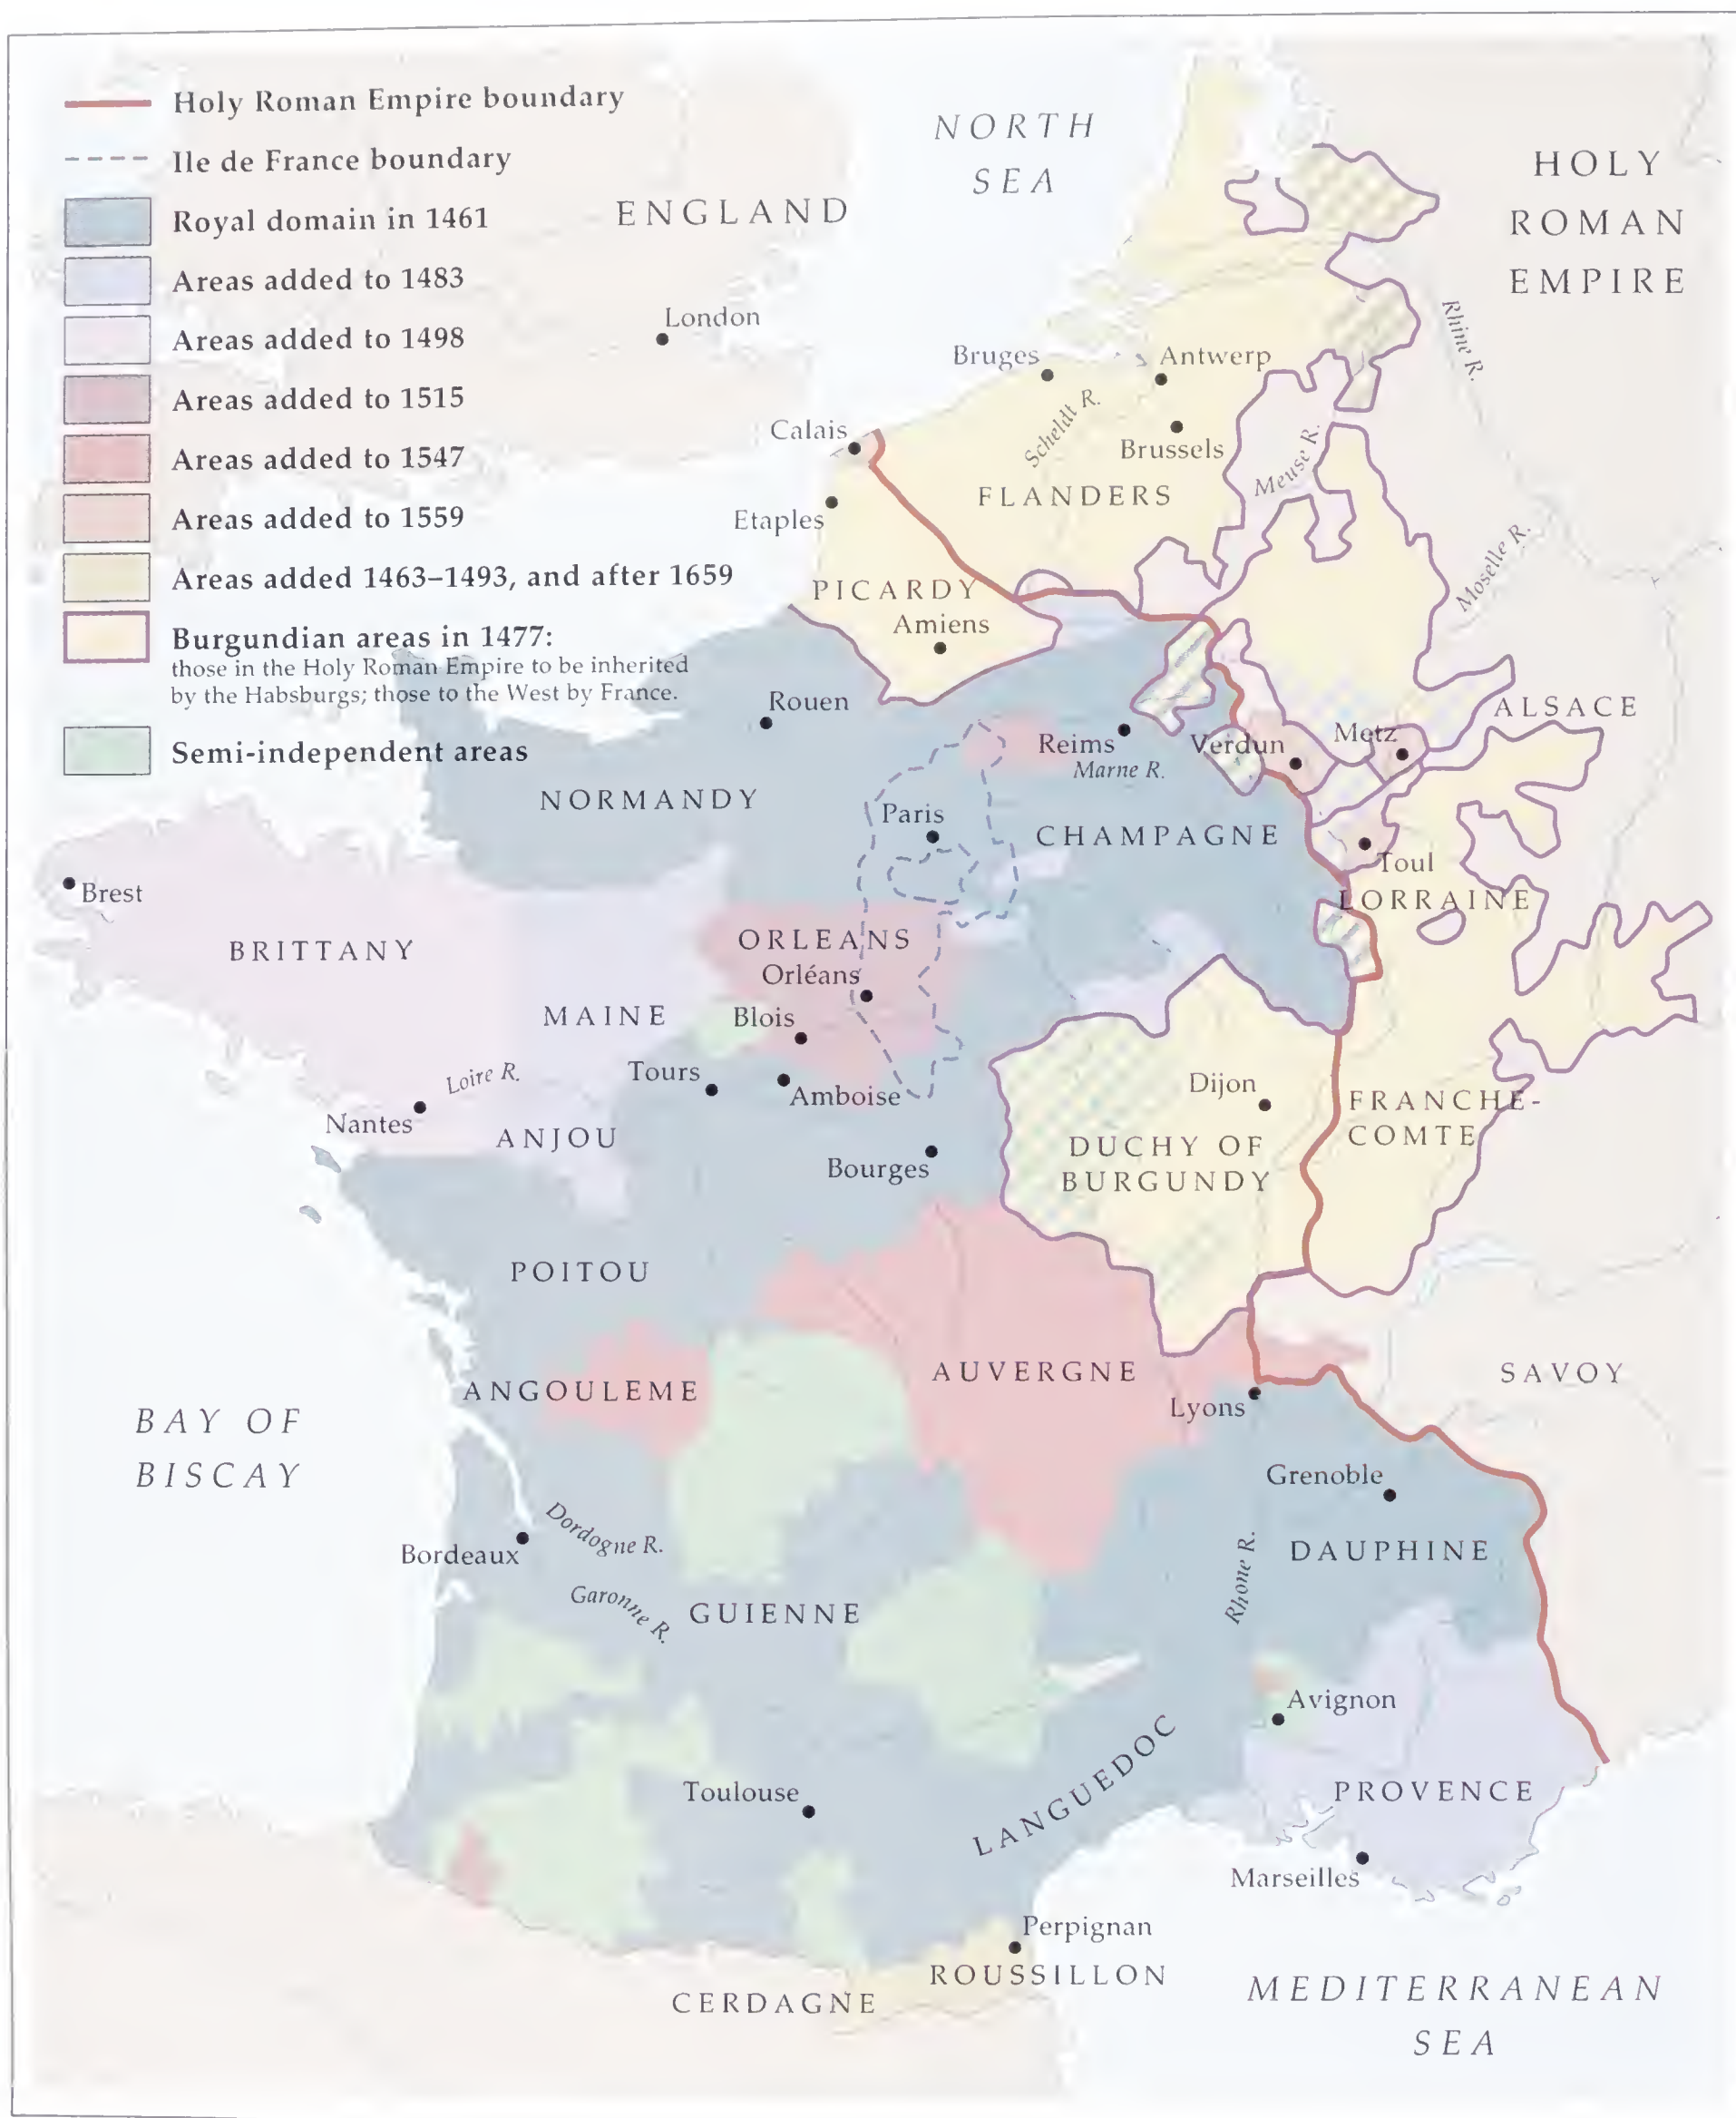 Holy Roman Empire boundary
Ile de France boundary
Royal domain in 1461
Areas added to 1483
Areas added to 1498
Areas added to 1515
Areas added to 1547
Areas added to 1559
Areas added 1463–1493, and after 1659
Burgundian areas in 1477:
those in the Holy Roman Empire to be inherited
by the Habsburgs; those to the West by France.
Semi-independent areas
NORTH
SEA
HOLY
ROMAN
EMPIRE
ENGLAND
London
Rhine R.
Bruges
Antwerp
Scheldt R.
Calais
Brussels
Meuse R.
Etaples
FLANDERS
Moselle R.
PICARDY
Amiens
Rouen
ALSACE
Reims
Verdun
Metz
Marne R.
NORMANDY
Paris
CHAMPAGNE
Toul
Brest
LORRAINE
BRITTANY
ORLEANS
Orléans
MAINE
Blois
Loire R.
Tours
Amboise
Dijon
FRANCHE-
COMTE
Nantes
ANJOU
DUCHY OF
BURGUNDY
Bourges
POITOU
ANGOULEME
AUVERGNE
SAVOY
Lyons
BAY OF
BISCAY
Grenoble
Dordogne R.
Bordeaux
DAUPHINE
Rhone R.
Garonne R.
GUIENNE
Avignon
LANGUEDOC
Toulouse
PROVENCE
Marseilles
Perpignan
ROUSSILLON
CERDAGNE
MEDITERRANEAN
SEA